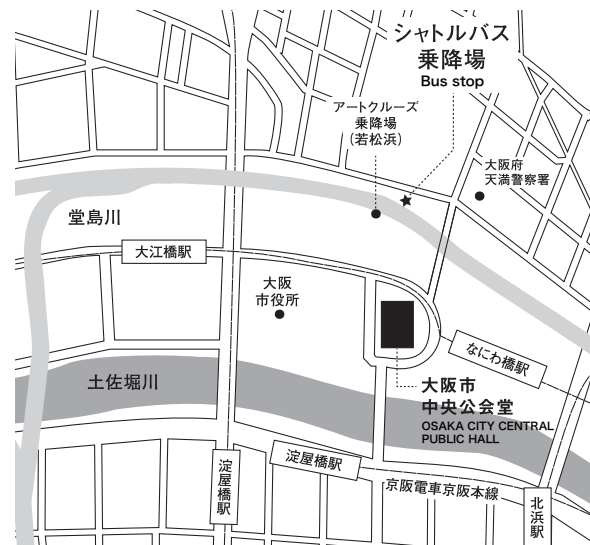 シャトルバス
乗降場
Bus stop
アートクルーズ
乗降場
(若松浜)
大阪府
天満警察署
堂島川
大江橋駅
大阪
市役所
なにわ橋駅
土佐堀川
大阪市
中央公会堂
OSAKA CITY CENTRAL
PUBLIC HALL
淀屋橋駅
淀屋橋駅
京阪電車京阪本線
北浜駅